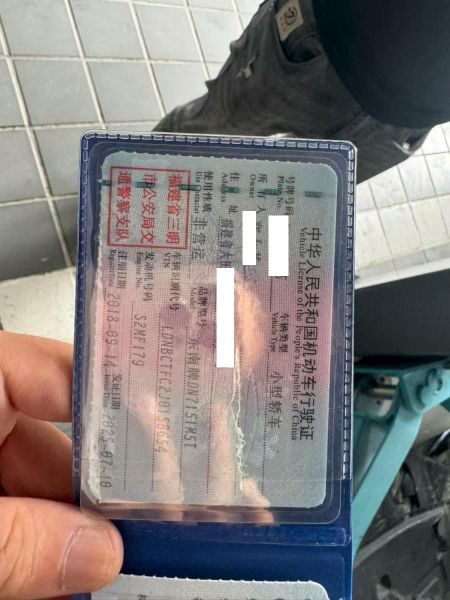 中华人民共和国机动车行驶证
Vehicle License of the People's Republic of China
号牌号码 车辆类型 小型轿车
Plate No. Vehicle Type
所有人
Owner
住址 福建省大田
Address
使用性质 非营运 品牌型号 东南牌DN7151M5T
Use Character Model
福建省三明
市公安局交
通警察支队
车辆识别代号
VIN
发动机号码 S2MF179
Engine No.
注册日期 2018-09-14 发证日期
Register Date Issue Date